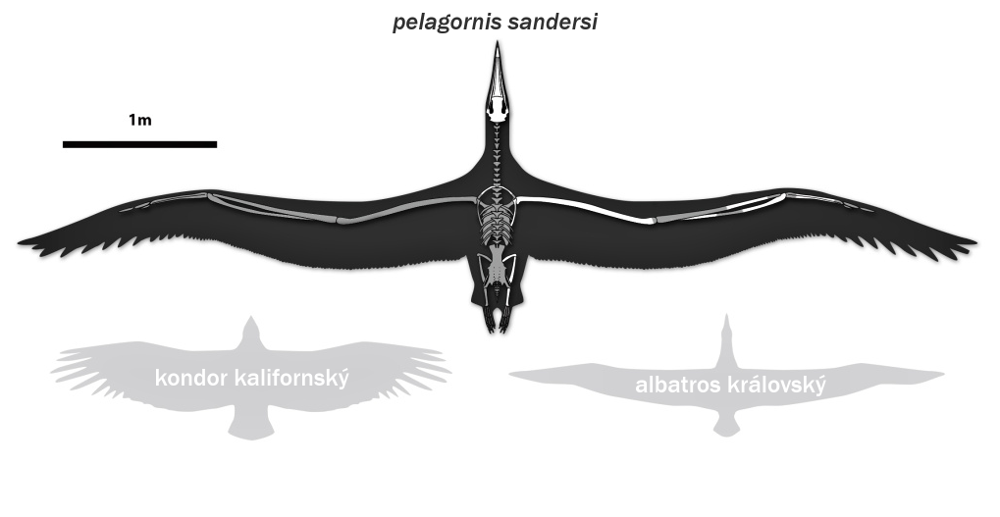 pelagornis sandersi
1m
kondor kalifornský
albatros královský